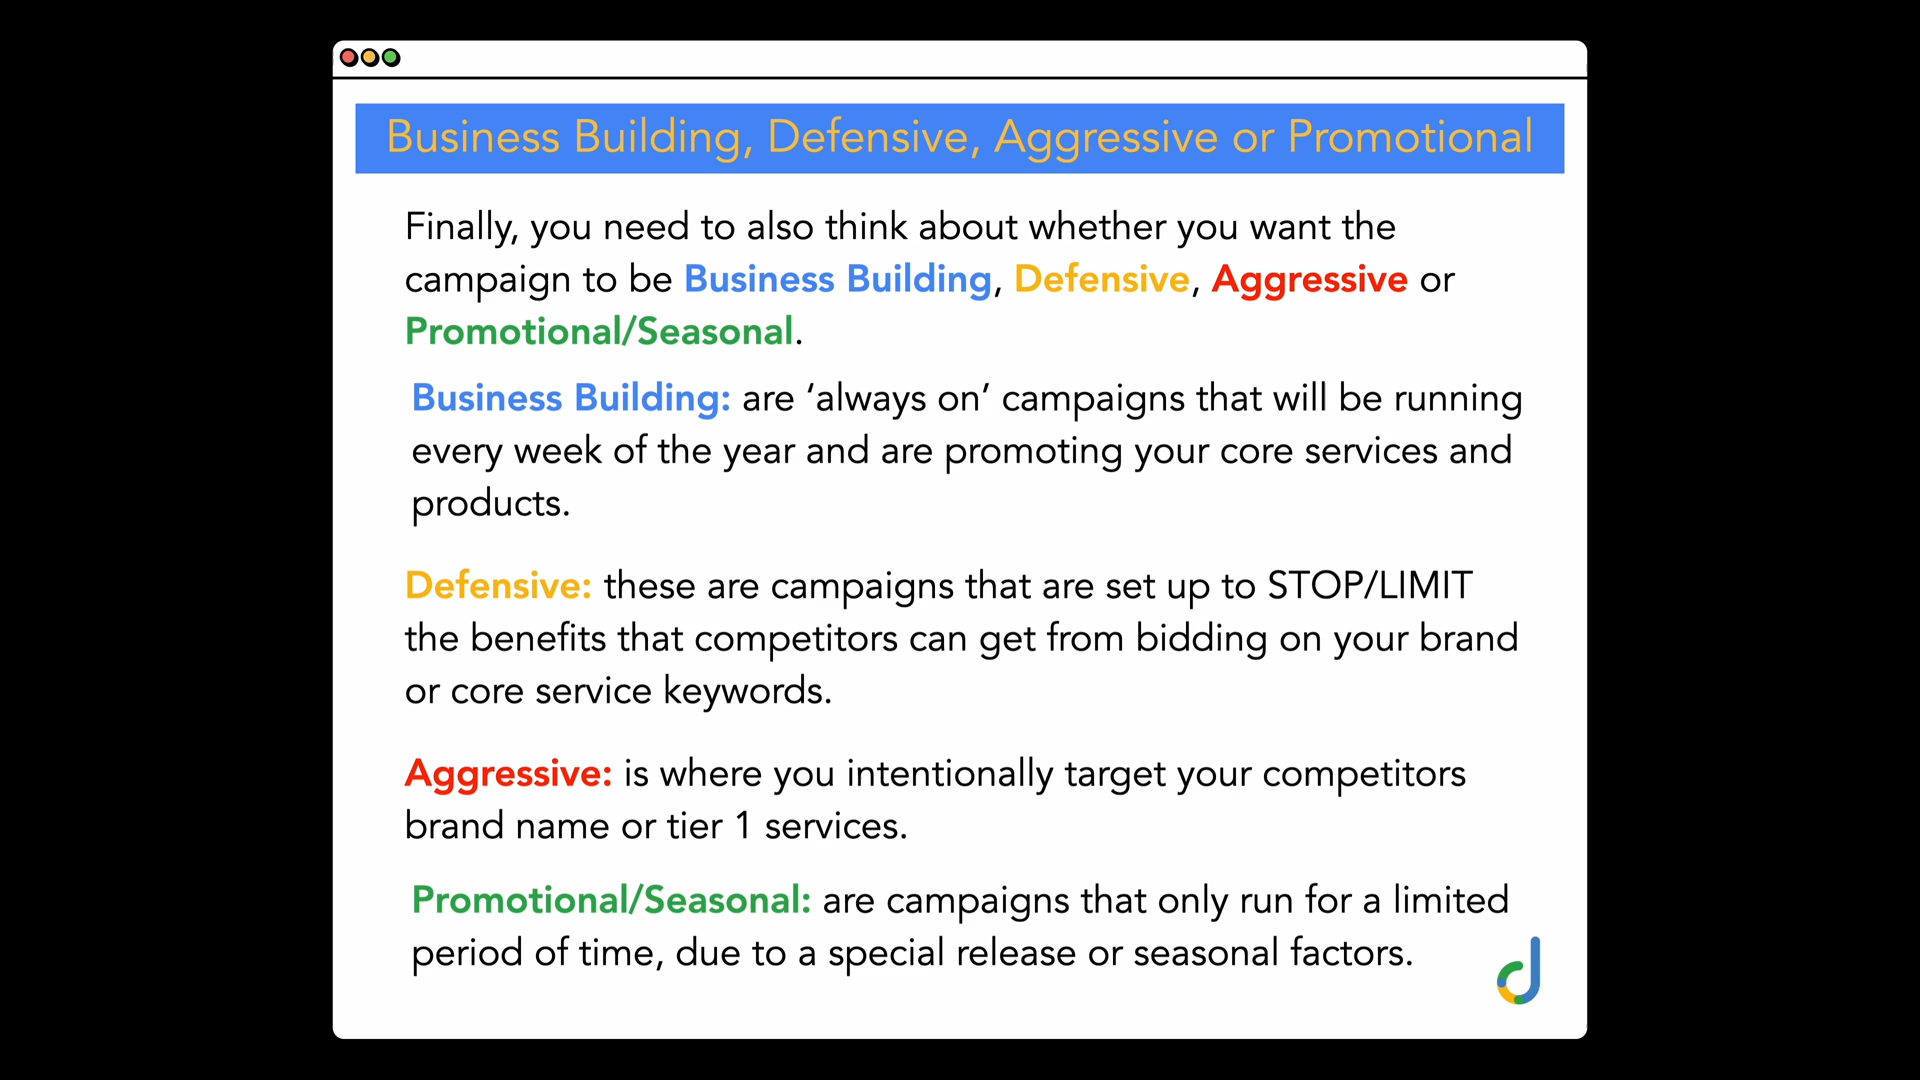 Business Building, Defensive, Aggressive or Promotional
Finally, you need to also think about whether you want the
campaign to be Business Building, Defensive, Aggressive or
Promotional/Seasonal.
Business Building: are ‘always on’ campaigns that will be running
every week of the year and are promoting your core services and
products.
Defensive: these are campaigns that are set up to STOP/LIMIT
the benefits that competitors can get from bidding on your brand
or core service keywords.
Aggressive: is where you intentionally target your competitors
brand name or tier 1 services.
Promotional/Seasonal: are campaigns that only run for a limited
period of time, due to a special release or seasonal factors.